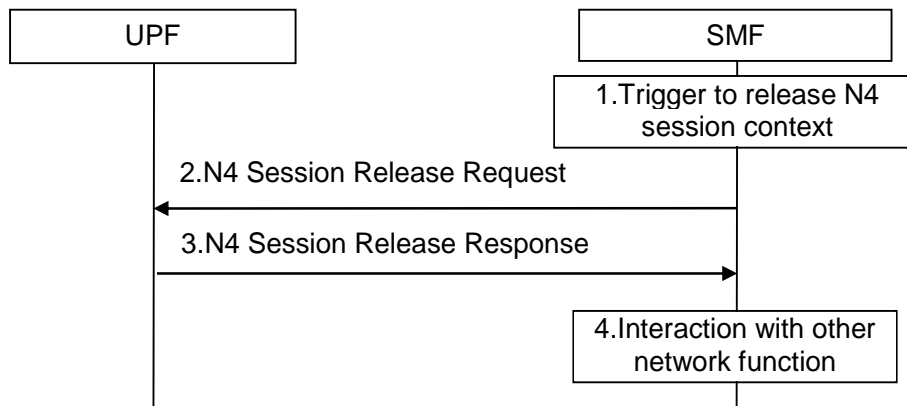 UPF
SMF
1.Trigger to release N4
session context
2.N4 Session Release Request
3.N4 Session Release Response
4.Interaction with other
network function